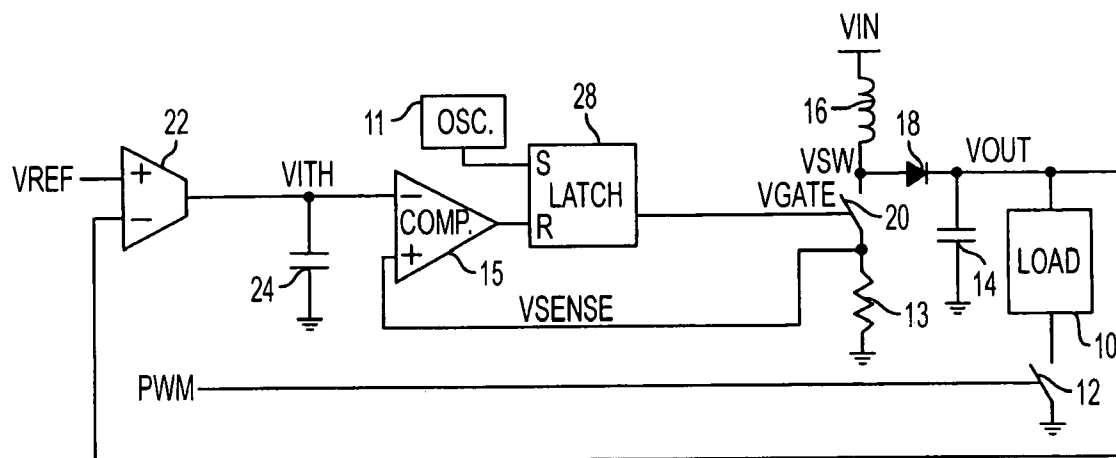 VIN
16
22
11
OSC.
28
18
VREF
+
−
VITH
S
VSW
VOUT
−
COMP.
+
R
LATCH
VGATE
20
24
15
14
LOAD
VSENSE
13
10
PWM
12